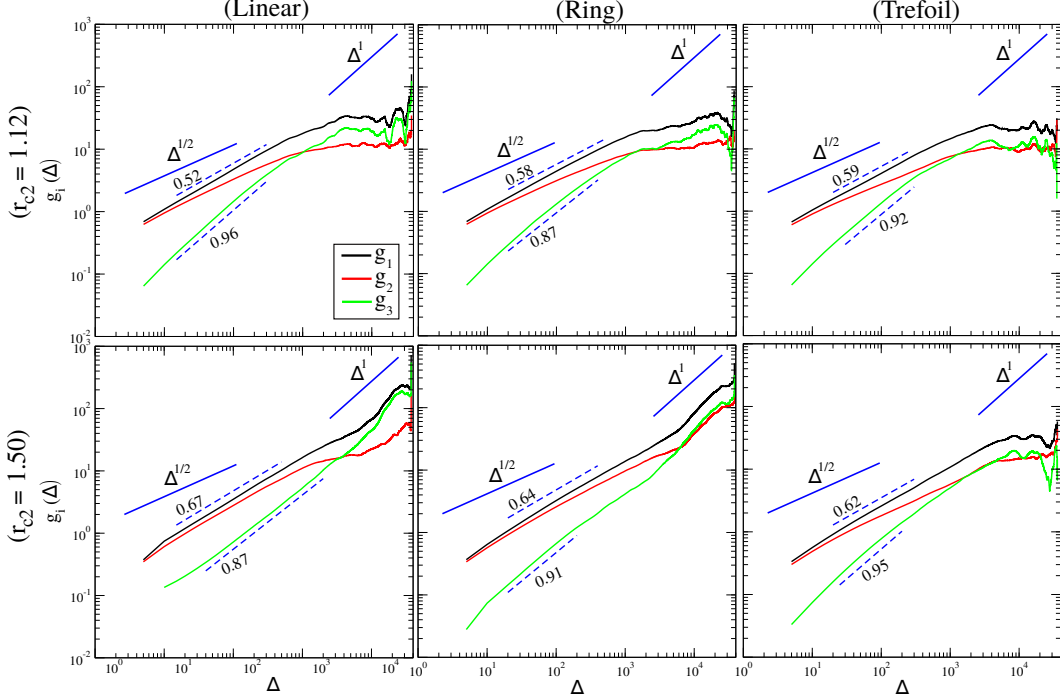 (Linear) (Ring) (Trefoil)
(r_c2 = 1.12)
g_i (Δ)
10^3
10^2
10^1
10^0
10^-1
10^-2
Δ^1
Δ^1/2
0.52
0.96
g_1
g_2
g_3
Δ^1
Δ^1/2
0.58
0.87
Δ^1
Δ^1/2
0.59
0.92
(r_c2 = 1.50)
g_i (Δ)
10^3
10^2
10^1
10^0
10^-1
10^-2
Δ^1
Δ^1/2
0.67
0.87
Δ^1
Δ^1/2
0.64
0.91
Δ^1
Δ^1/2
0.62
0.95
10^0 10^1 10^2 10^3 10^4 10^0 10^1 10^2 10^3 10^4 10^0 10^1 10^2 10^3 10^4
Δ Δ Δ